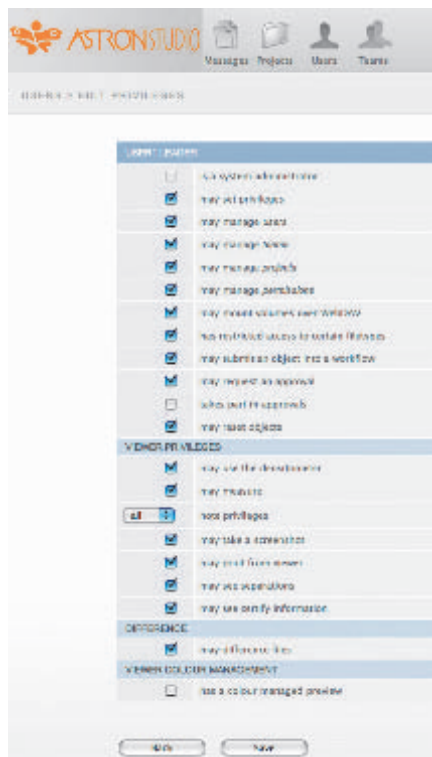 ASTRONSTUDIO
Messages Projects Users Teams
USERS > EDIT PRIVILEGES
USER: LEADER
is a system administrator
may set privileges
may manage users
may manage teams
may manage projects
may manage permissions
may mount volumes over WebDAV
has restricted access to certain filetypes
may submit an object into a workflow
may request an approval
takes part in approvals
may reset objects
VIEWER PRIVILEGES
may use the densitometer
may measure
all note privileges
may take a screenshot
may print from viewer
may see separations
may see certify information
DIFFERENCE
may difference files
VIEWER COLOUR MANAGEMENT
has a colour managed preview
Back Save